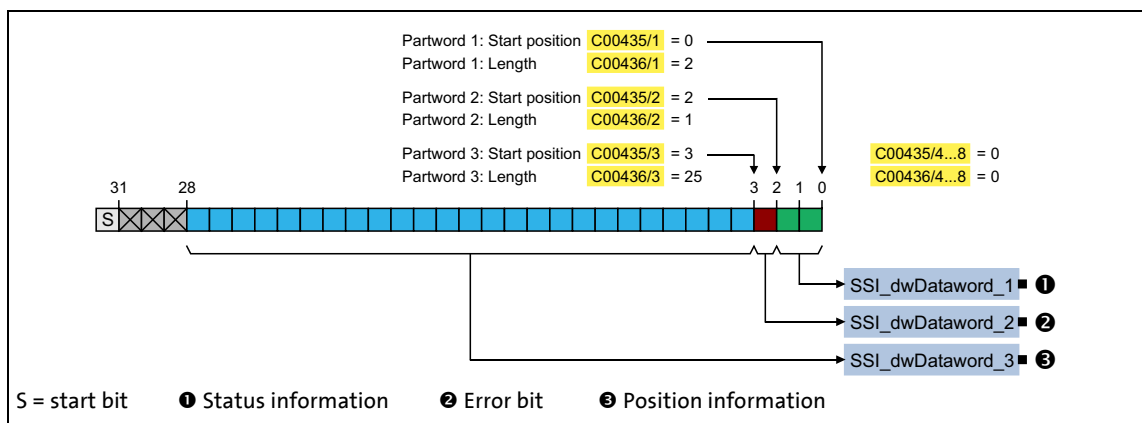 Partword 1: Start position C00435/1 = 0
Partword 1: Length C00436/1 = 2
Partword 2: Start position C00435/2 = 2
Partword 2: Length C00436/2 = 1
Partword 3: Start position C00435/3 = 3 C00435/4...8 = 0
Partword 3: Length C00436/3 = 25 C00436/4...8 = 0
31 28 3 2 1 0
S
SSI_dwDataword_1 ❶
SSI_dwDataword_2 ❷
SSI_dwDataword_3 ❸
S = start bit ❶ Status information ❷ Error bit ❸ Position information